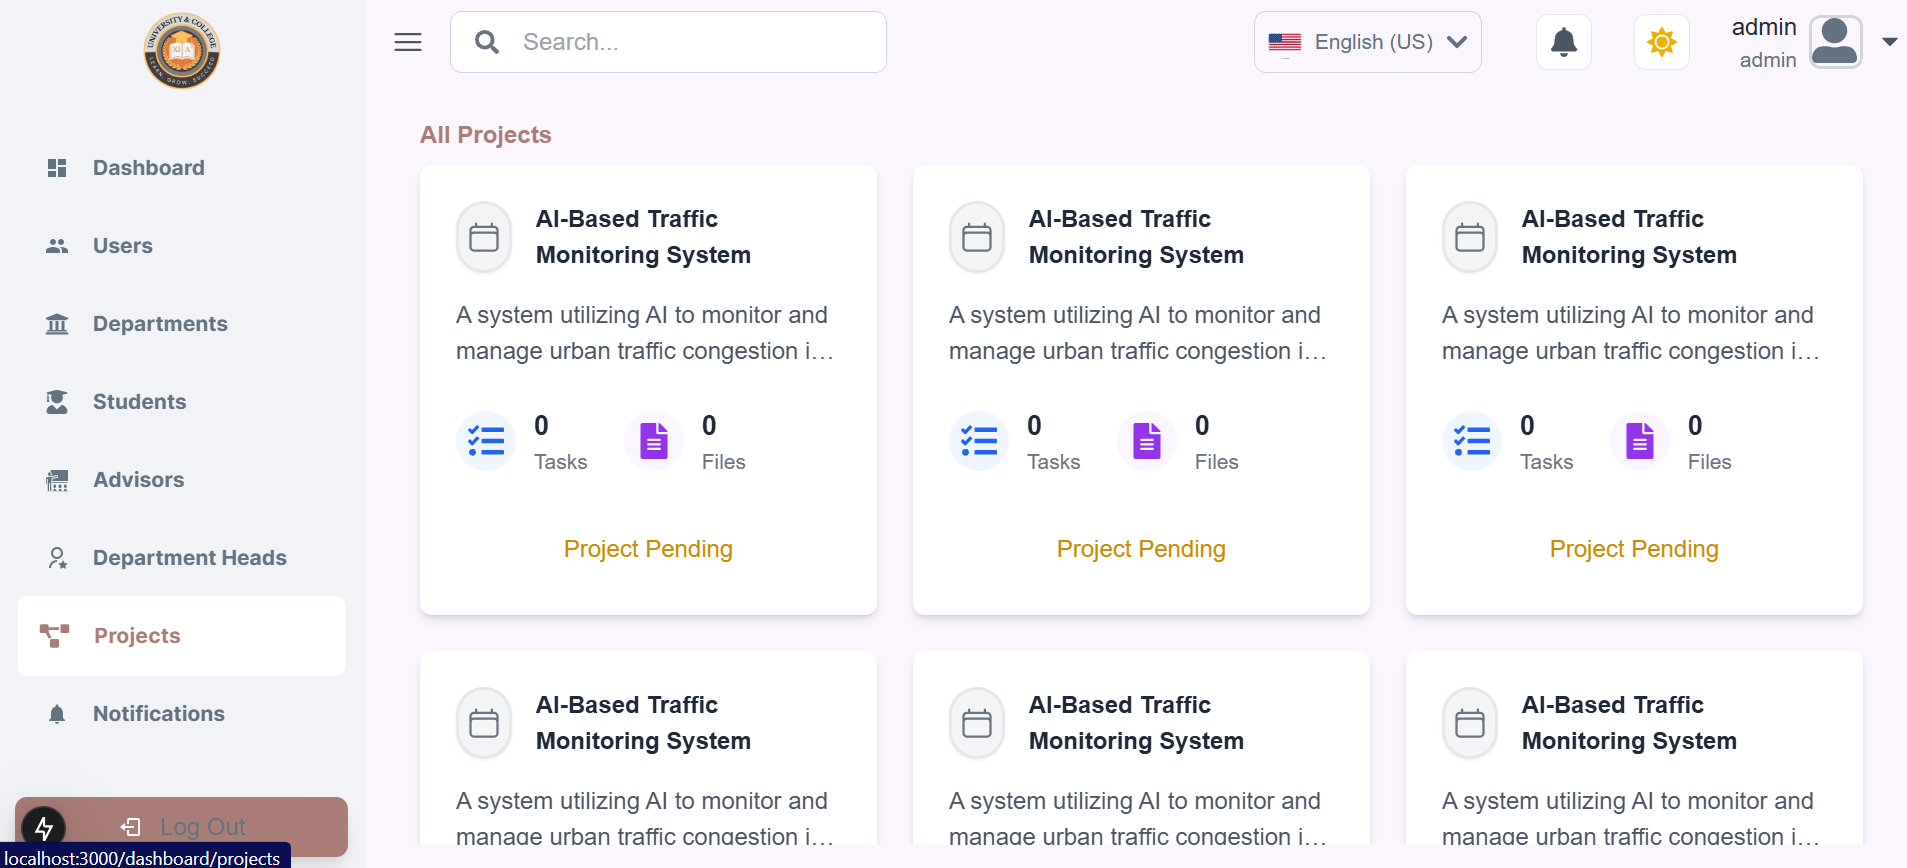 UNIVERSITY & COLLEGE
LEARN, GROW, SUCCEED
Search...
English (US)
admin
admin
Dashboard
Users
Departments
Students
Advisors
Department Heads
Projects
Notifications
Log Out
localhost:3000/dashboard/projects
All Projects
AI-Based Traffic
Monitoring System
A system utilizing AI to monitor and
manage urban traffic congestion i...
0
Tasks
0
Files
Project Pending
AI-Based Traffic
Monitoring System
A system utilizing AI to monitor and
manage urban traffic congestion i...
0
Tasks
0
Files
Project Pending
AI-Based Traffic
Monitoring System
A system utilizing AI to monitor and
manage urban traffic congestion i...
0
Tasks
0
Files
Project Pending
AI-Based Traffic
Monitoring System
A system utilizing AI to monitor and
manage urban traffic congestion i...
AI-Based Traffic
Monitoring System
A system utilizing AI to monitor and
manage urban traffic congestion i...
AI-Based Traffic
Monitoring System
A system utilizing AI to monitor and
manage urban traffic congestion i...